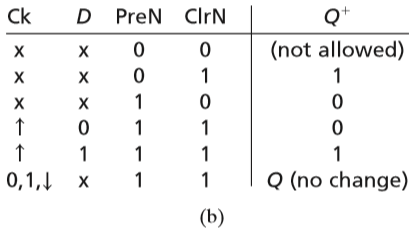 Ck D PreN ClrN Q⁺
x x 0 0 (not allowed)
x x 0 1 1
x x 1 0 0
↑ 0 1 1 0
↑ 1 1 1 1
0,1,↓ x 1 1 Q (no change)
(b)